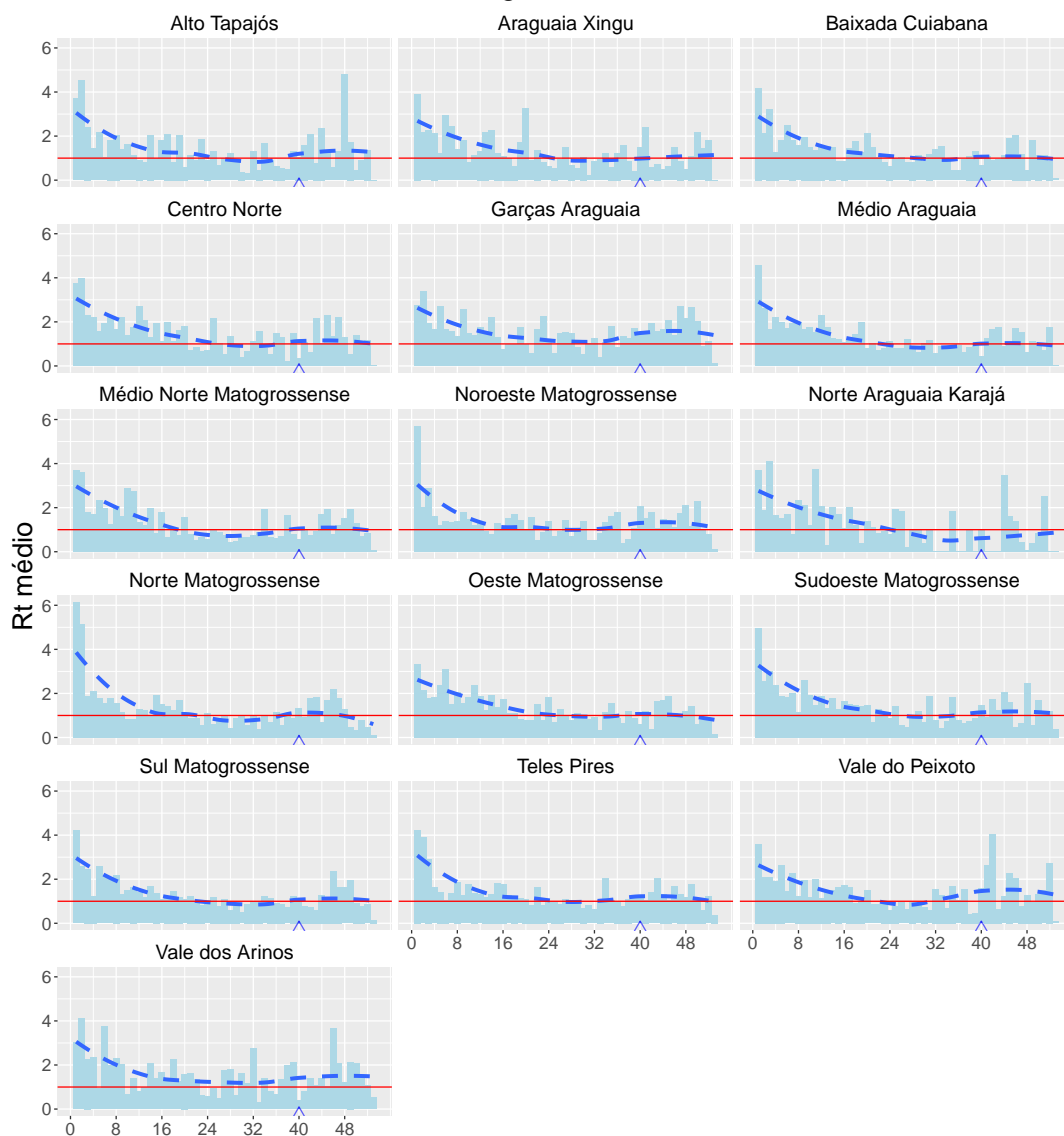 Alto Tapajós Araguaia Xingu Baixada Cuiabana
6
4
2
0
Centro Norte Garças Araguaia Médio Araguaia
6
4
2
0
Médio Norte Matogrossense Noroeste Matogrossense Norte Araguaia Karajá
6
4
2
0
Rt médio
Norte Matogrossense Oeste Matogrossense Sudoeste Matogrossense
6
4
2
0
Sul Matogrossense Teles Pires Vale do Peixoto
6
4
2
0
0 8 16 24 32 40 48 0 8 16 24 32 40 48
Vale dos Arinos
6
4
2
0
0 8 16 24 32 40 48